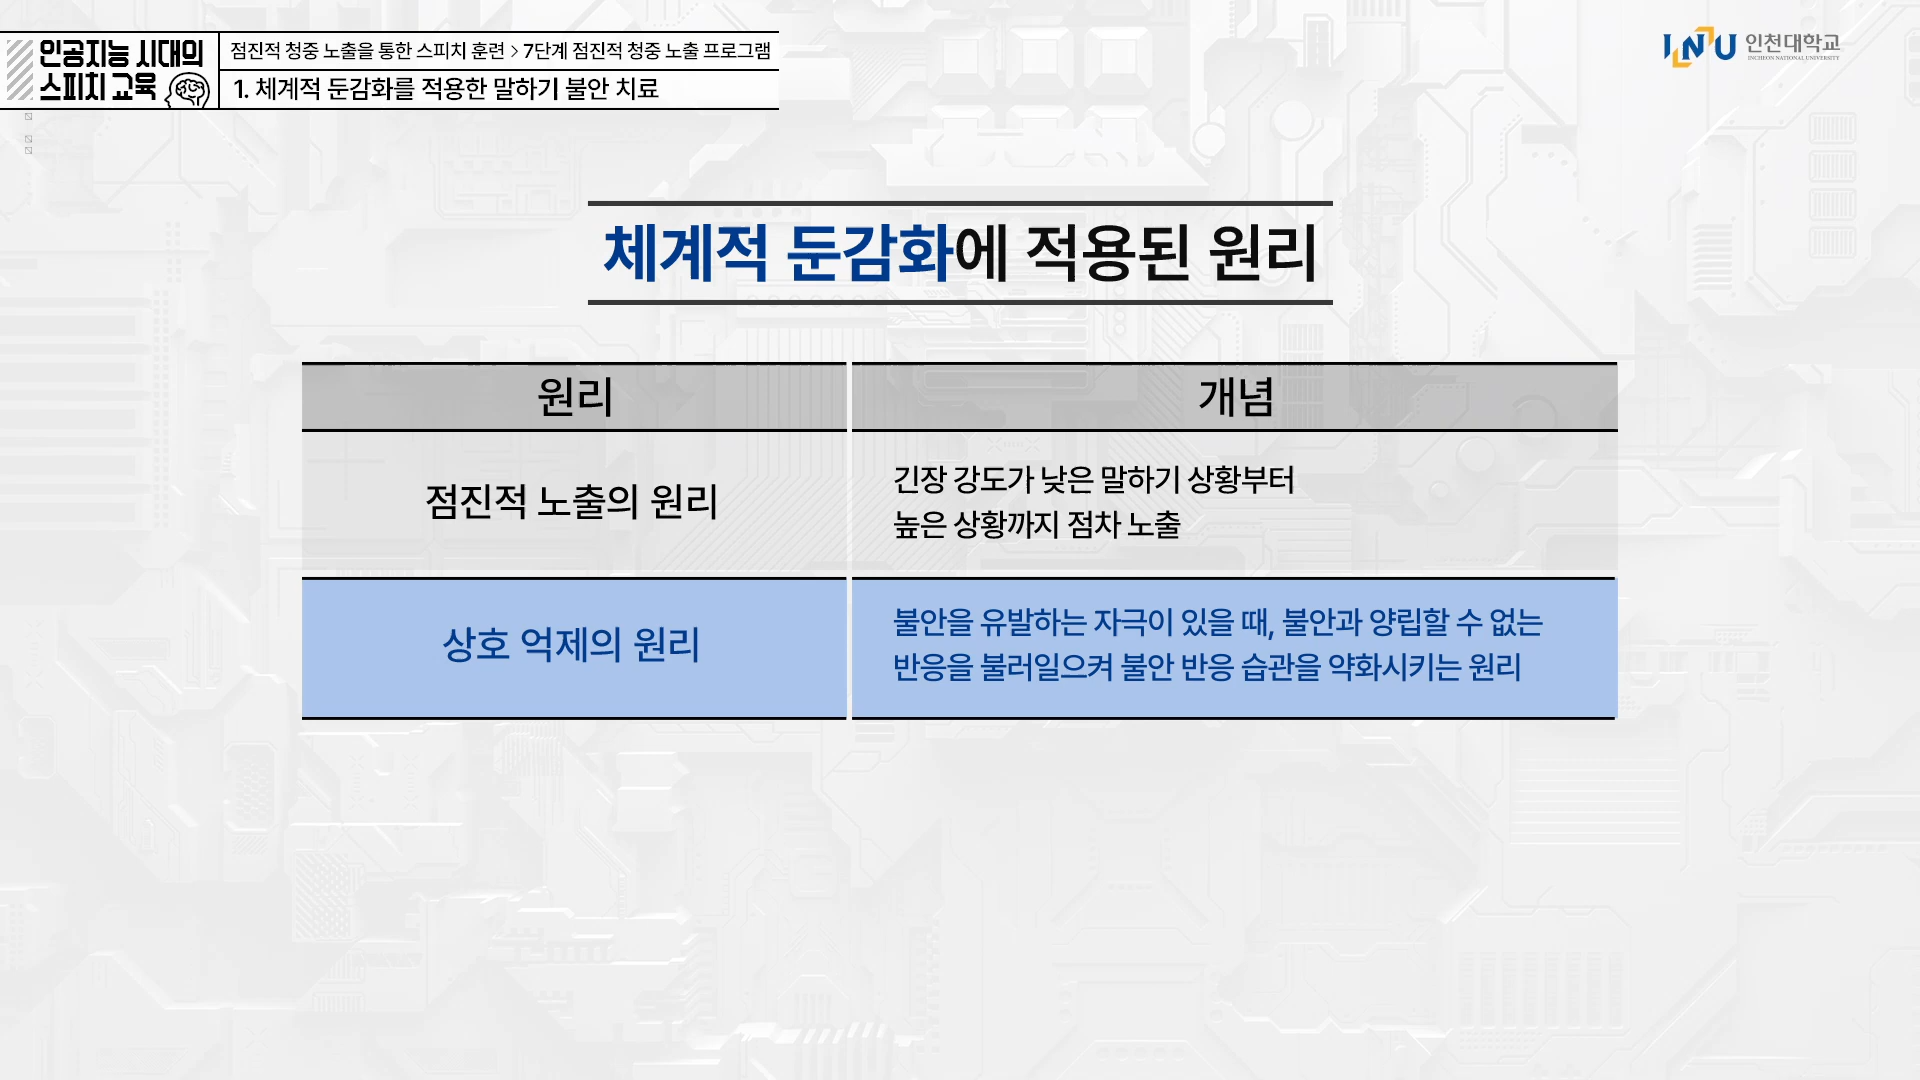 인공지능 시대의
스피치 교육
점진적 청중 노출을 통한 스피치 훈련 > 7단계 점진적 청중 노출 프로그램
1. 체계적 둔감화를 적용한 말하기 불안 치료
INU 인천대학교
INCHEON NATIONAL UNIVERSITY
체계적 둔감화에 적용된 원리
원리
개념
점진적 노출의 원리
긴장 강도가 낮은 말하기 상황부터
높은 상황까지 점차 노출
상호 억제의 원리
불안을 유발하는 자극이 있을 때, 불안과 양립할 수 없는
반응을 불러일으켜 불안 반응 습관을 약화시키는 원리